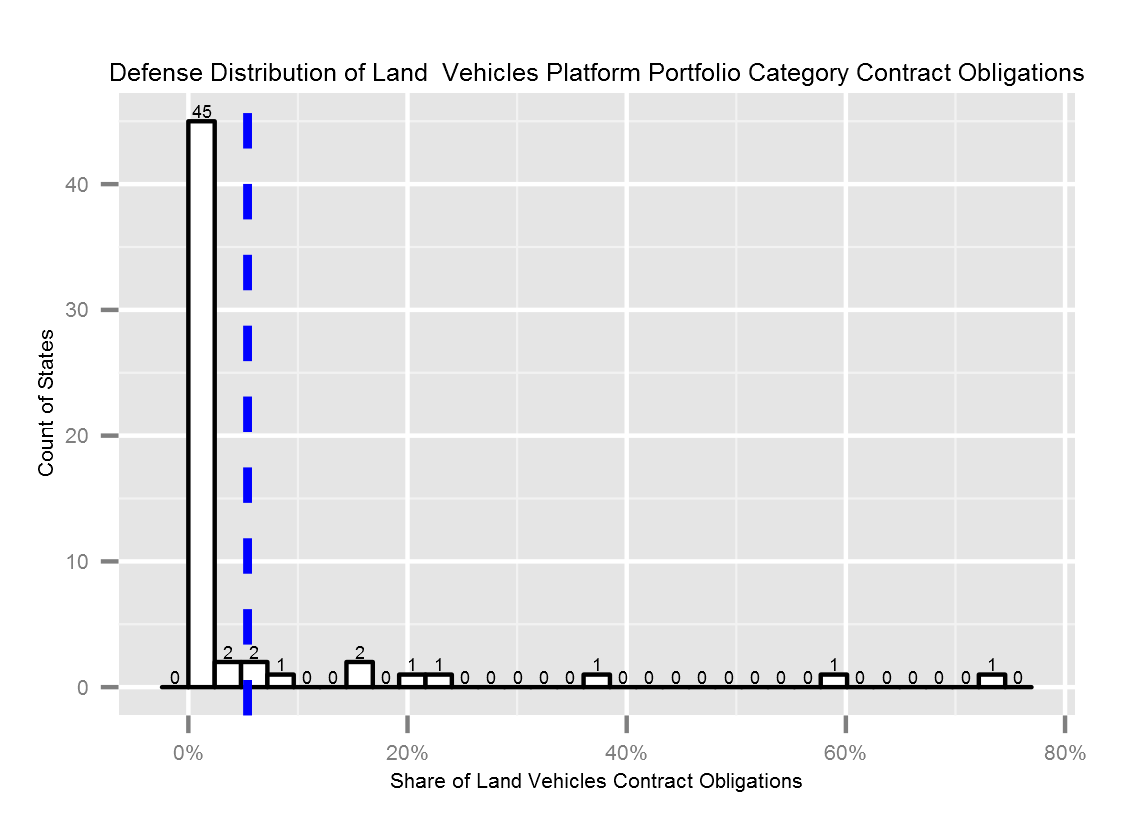 Defense Distribution of Land  Vehicles Platform Portfolio Category Contract Obligations
45
40
30
20
10
0
Count of States
0 2 2 1 0 0 2 0 1 1 0 0 0 0 0 1 0 0 0 0 0 0 0 0 1 0 0 0 0 0 1 0
0% 20% 40% 60% 80%
Share of Land Vehicles Contract Obligations